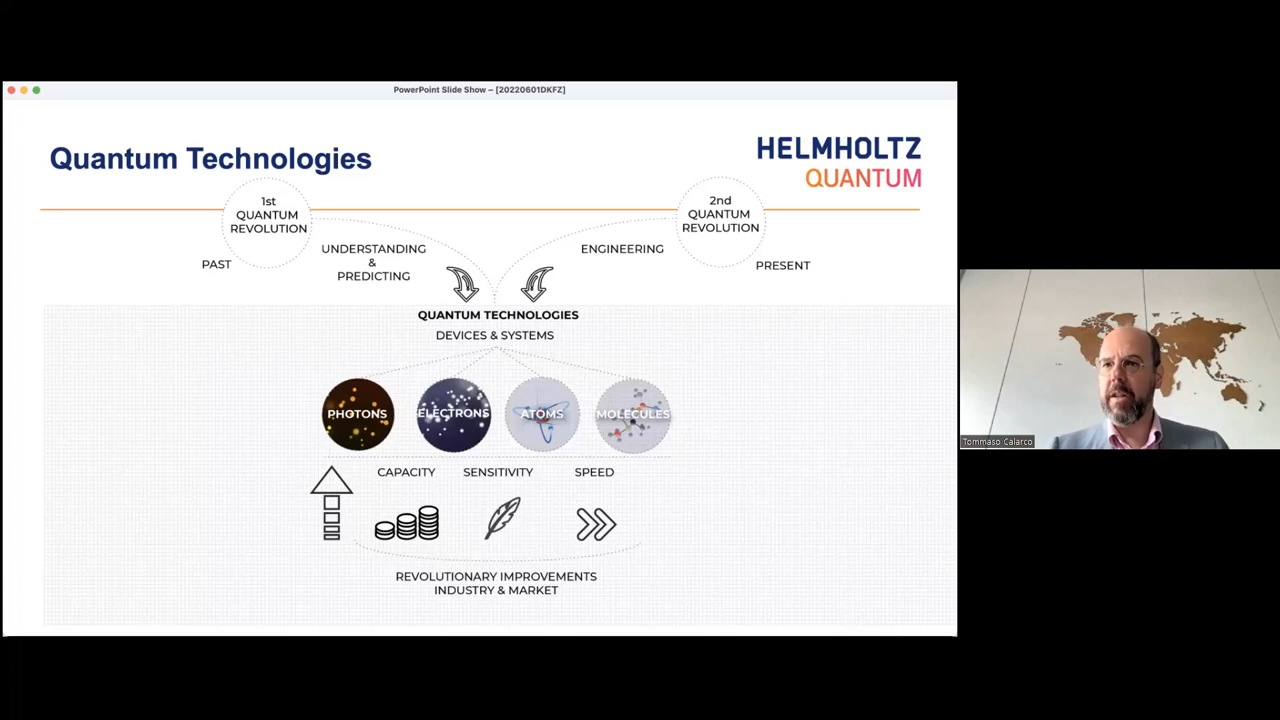 PowerPoint Slide Show – [20220601DKFZ]
Quantum Technologies
HELMHOLTZ
QUANTUM
1st
QUANTUM
REVOLUTION
2nd
QUANTUM
REVOLUTION
PAST
UNDERSTANDING
&
PREDICTING
ENGINEERING
PRESENT
QUANTUM TECHNOLOGIES
DEVICES & SYSTEMS
PHOTONS
ELECTRONS
ATOMS
MOLECULES
CAPACITY
SENSITIVITY
SPEED
REVOLUTIONARY IMPROVEMENTS
INDUSTRY & MARKET
Tommaso Calarco